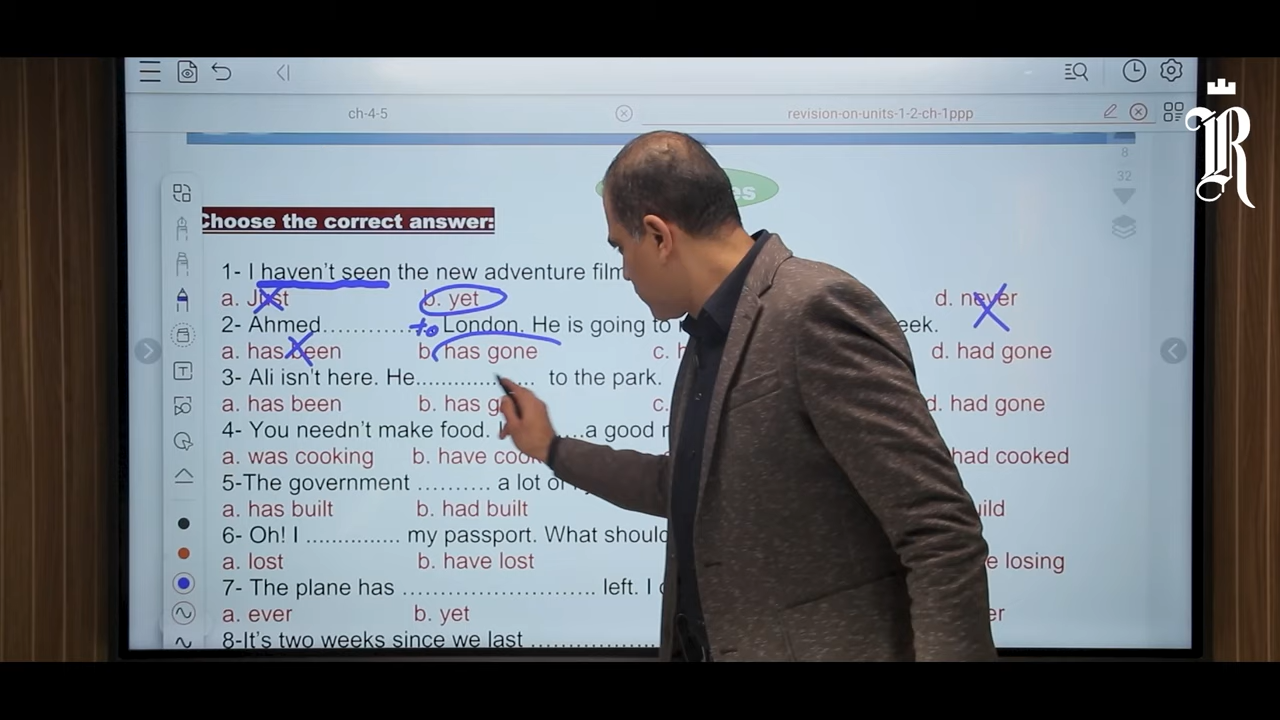 ch-4-5
revision-on-units-1-2-ch-1ppp
8
32
Choose the correct answer:
1- I haven't seen the new adventure film
a. Just b. yet d. never
2- Ahmed............ to London. He is going to
a. has been b. has gone d. had gone
3- Ali isn't here. He.................. to the park.
a. has been b. has d. had gone
4- You needn't make food. ...a good
a. was cooking b. have had cooked
5-The government .......... a lot of
a. has built b. had built
6- Oh! I .............. my passport. What should
a. lost b. have lost losing
7- The plane has .............................. left. I
a. ever b. yet
8-It's two weeks since we last ....................
R